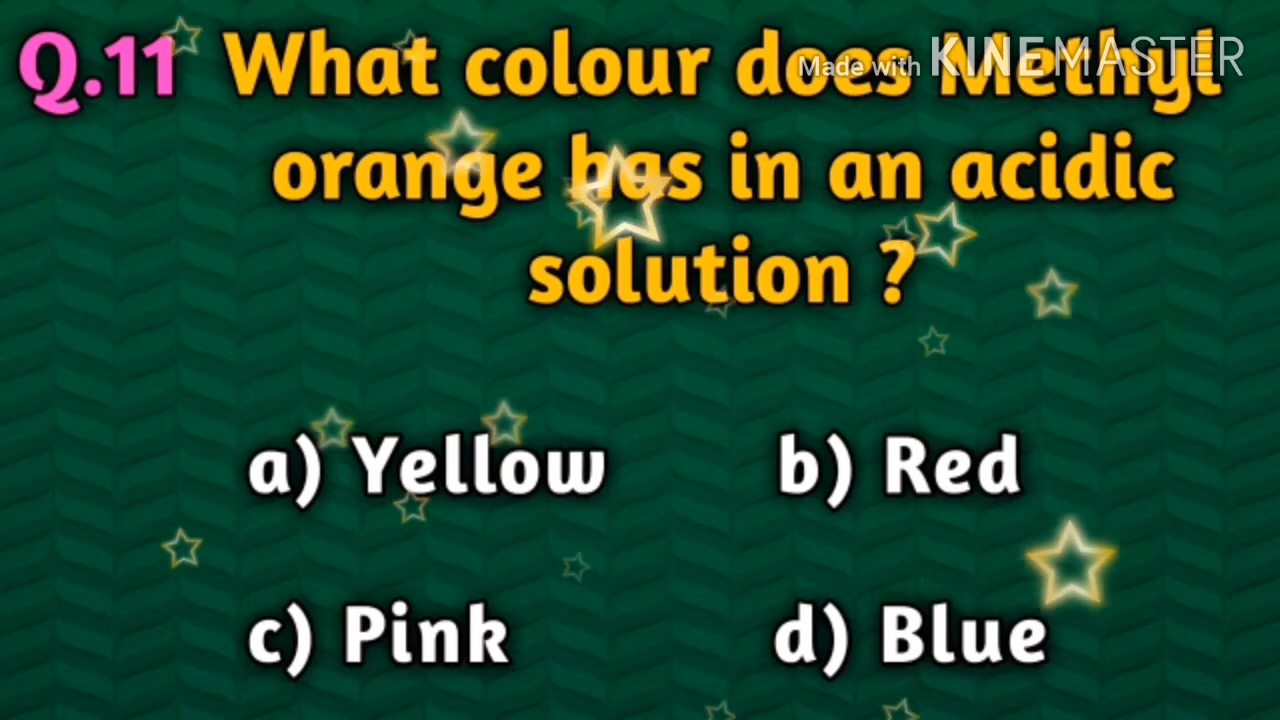 Q.11 What colour does Methyl
orange has in an acidic
solution ?
Made with KINEMASTER
a) Yellow b) Red
c) Pink d) Blue